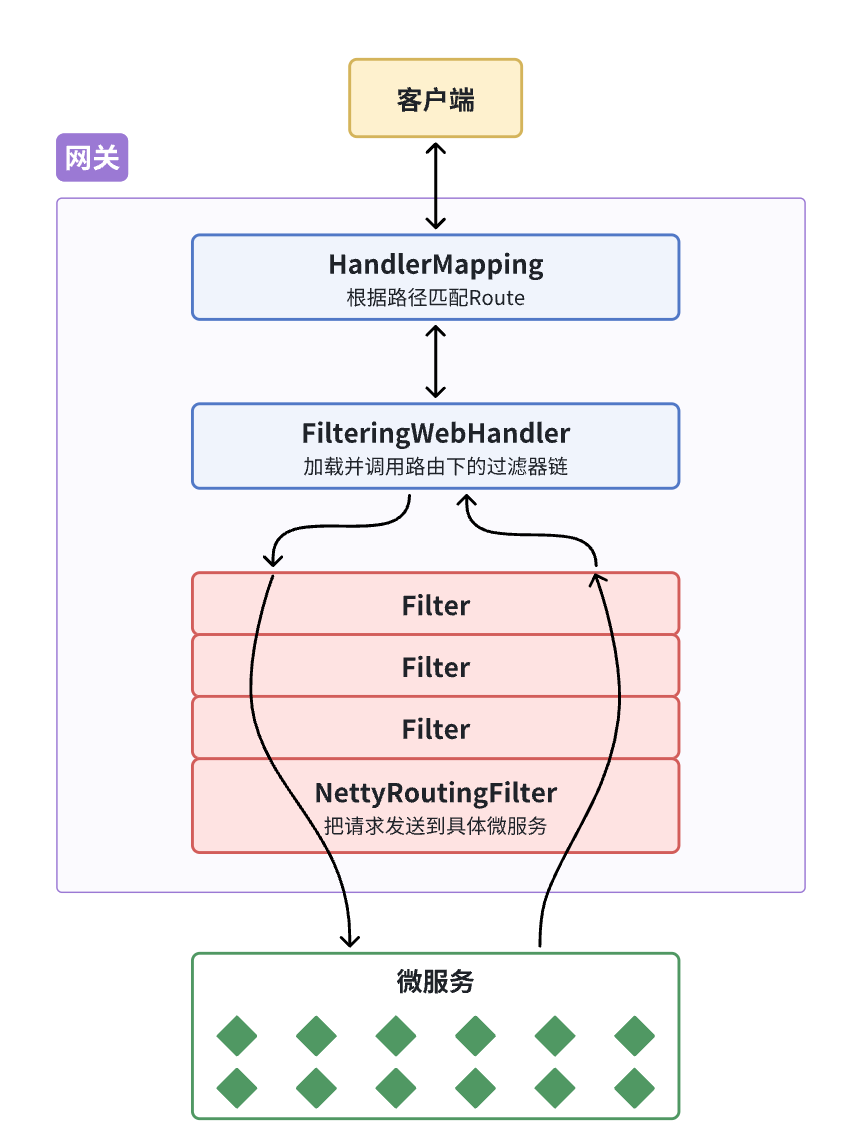 客户端
网关
HandlerMapping
根据路径匹配Route
FilteringWebHandler
加载并调用路由下的过滤器链
Filter
Filter
Filter
NettyRoutingFilter
把请求发送到具体微服务
微服务